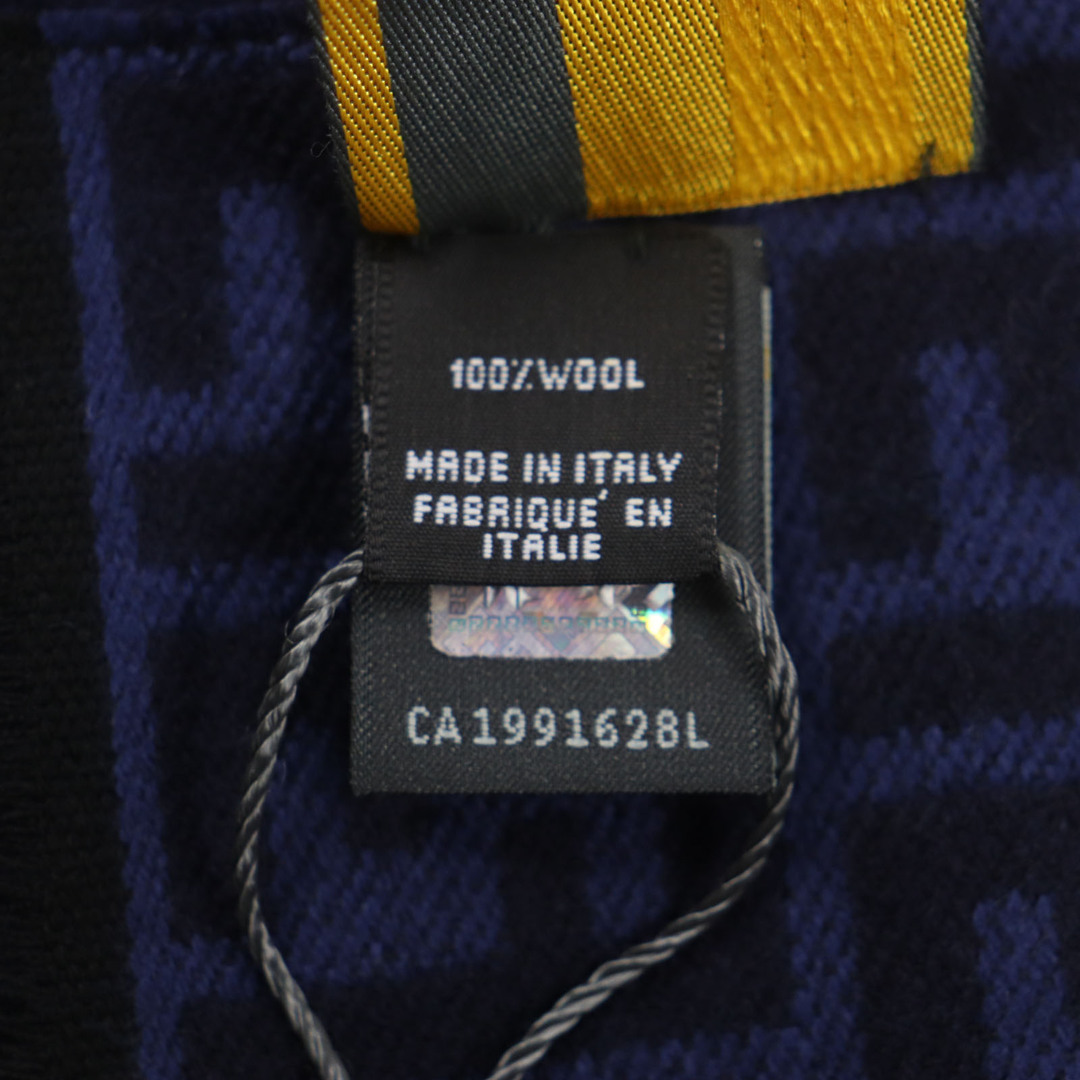 100%WOOL
MADE IN ITALY
FABRIQUE´ EN
ITALIE
CA1991628L